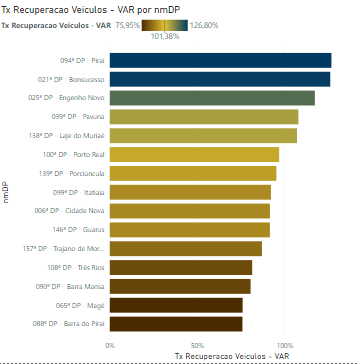 Tx Recuperacao Veiculos - VAR por nmDP
Tx Recuperacao Veiculos - VAR 75,95% 126,80%
101,38%
094ª DP - Piraí
021ª DP - Bonsucesso
025ª DP - Engenho Novo
039ª DP - Pavuna
138ª DP - Laje do Muriaé
100ª DP - Porto Real
139ª DP - Porciúncula
099ª DP - Itatiaia
006ª DP - Cidade Nova
146ª DP - Guarus
157ª DP - Trajano de Mor...
108ª DP - Três Rios
090ª DP - Barra Mansa
065ª DP - Magé
088ª DP - Barra do Piraí
nmDP
0% 50% 100%
Tx Recuperacao Veiculos - VAR